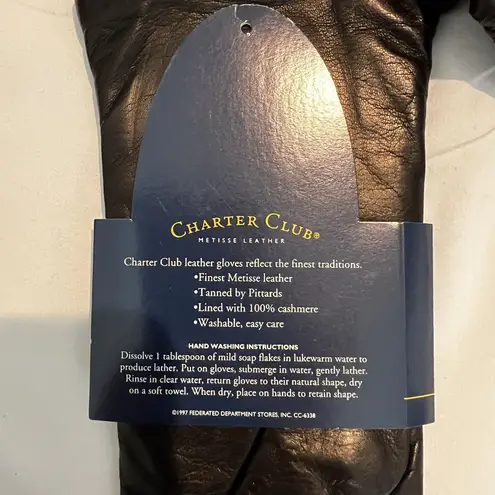 CHARTER CLUB®
METISSE LEATHER
Charter Club leather gloves reflect the finest traditions.
•Finest Metisse leather
•Tanned by Pittards
•Lined with 100% cashmere
•Washable, easy care
HAND WASHING INSTRUCTIONS
Dissolve 1 tablespoon of mild soap flakes in lukewarm water to
produce lather. Put on gloves, submerge in water, gently lather.
Rinse in clear water, return gloves to their natural shape, dry
on a soft towel. When dry, place on hands to retain shape.
©1997 FEDERATED DEPARTMENT STORES, INC. CC-6338